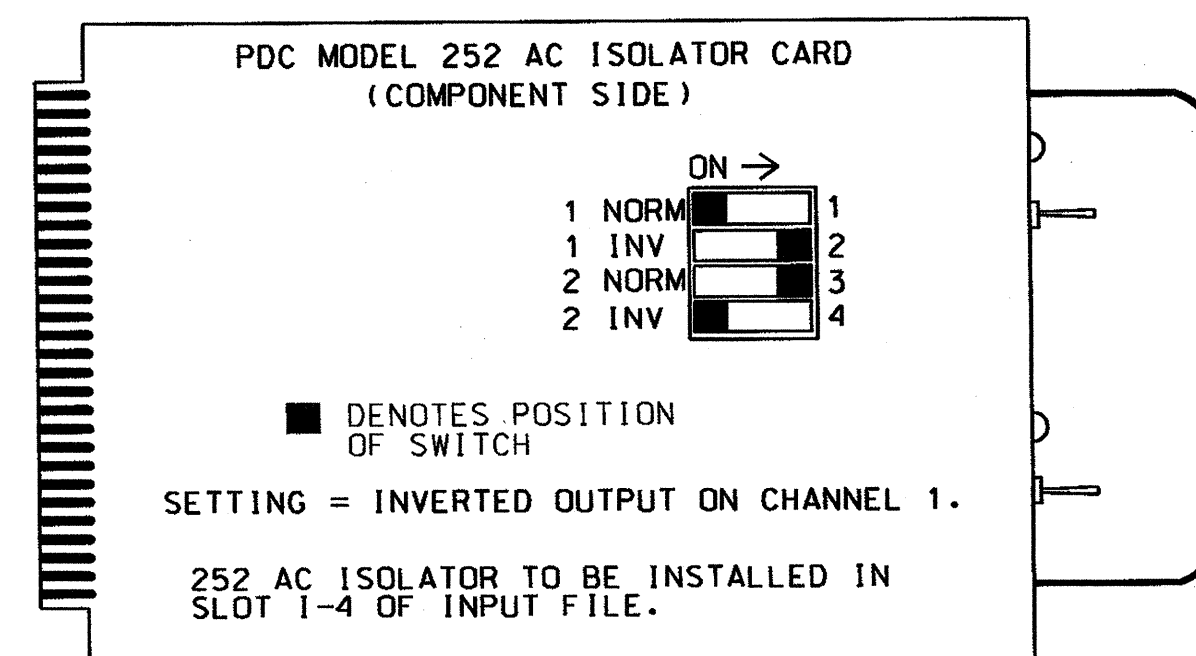 PDC MODEL 252 AC ISOLATOR CARD
(COMPONENT SIDE)
ON →
1 NORM 1
1 INV 2
2 NORM 3
2 INV 4
DENOTES POSITION
OF SWITCH
SETTING = INVERTED OUTPUT ON CHANNEL 1.
252 AC ISOLATOR TO BE INSTALLED IN
SLOT I-4 OF INPUT FILE.